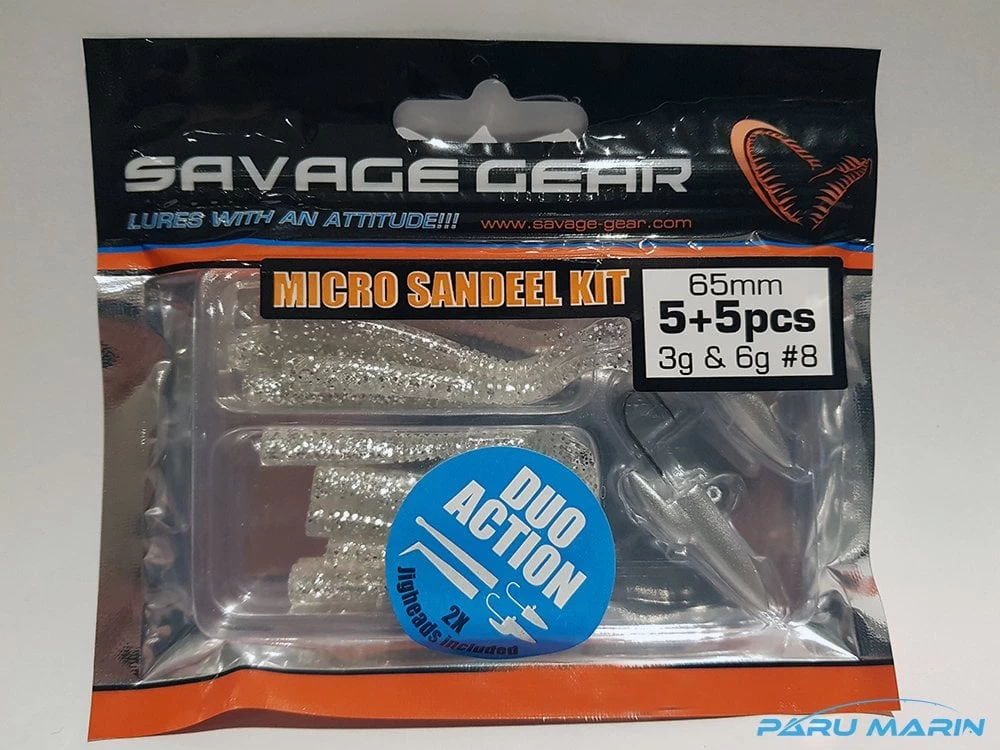 SAVAGE GEAR
LURES WITH AN ATTITUDE!!! www.savage-gear.com
MICRO SANDEEL KIT
65mm
5+5pcs
3g & 6g #8
DUO
ACTION
2X
Jigheads included
PARU MARIN